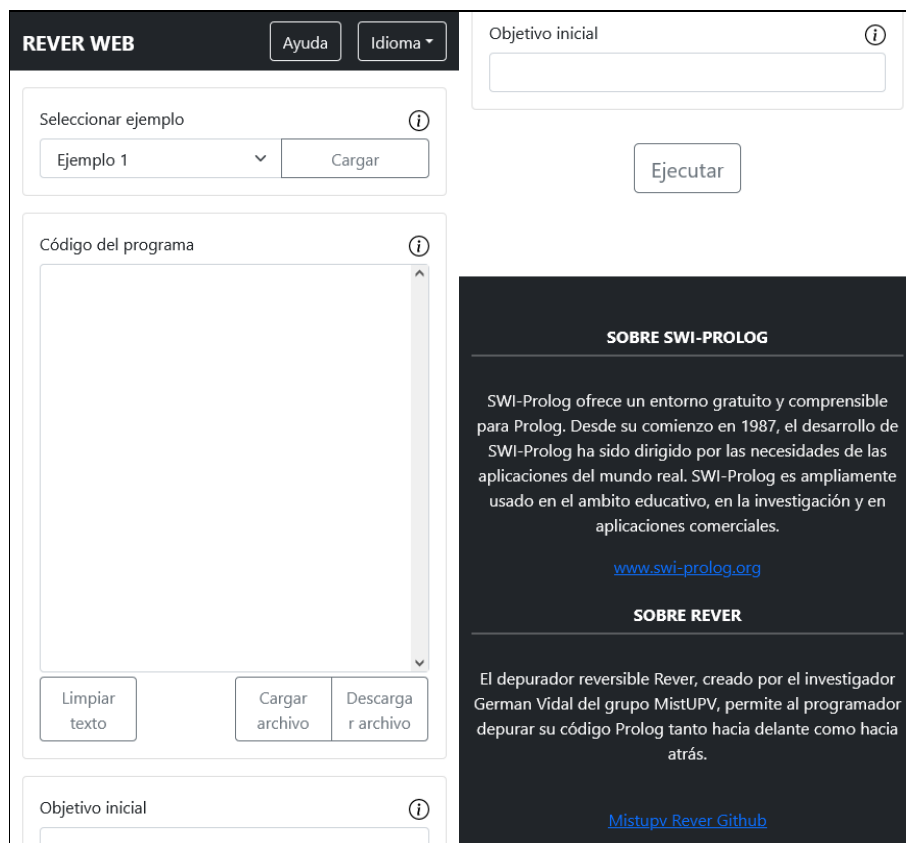 REVER WEB
Ayuda
Idioma
Seleccionar ejemplo
Ejemplo 1
Cargar
Código del programa
Limpiar
texto
Cargar
archivo
Descarga
r archivo
Objetivo inicial
Objetivo inicial
Ejecutar
SOBRE SWI-PROLOG
SWI-Prolog ofrece un entorno gratuito y comprensible
para Prolog. Desde su comienzo en 1987, el desarrollo de
SWI-Prolog ha sido dirigido por las necesidades de las
aplicaciones del mundo real. SWI-Prolog es ampliamente
usado en el ambito educativo, en la investigación y en
aplicaciones comerciales.
www.swi-prolog.org
SOBRE REVER
El depurador reversible Rever, creado por el investigador
German Vidal del grupo MistUPV, permite al programador
depurar su código Prolog tanto hacia delante como hacia
atrás.
Mistupv Rever Github